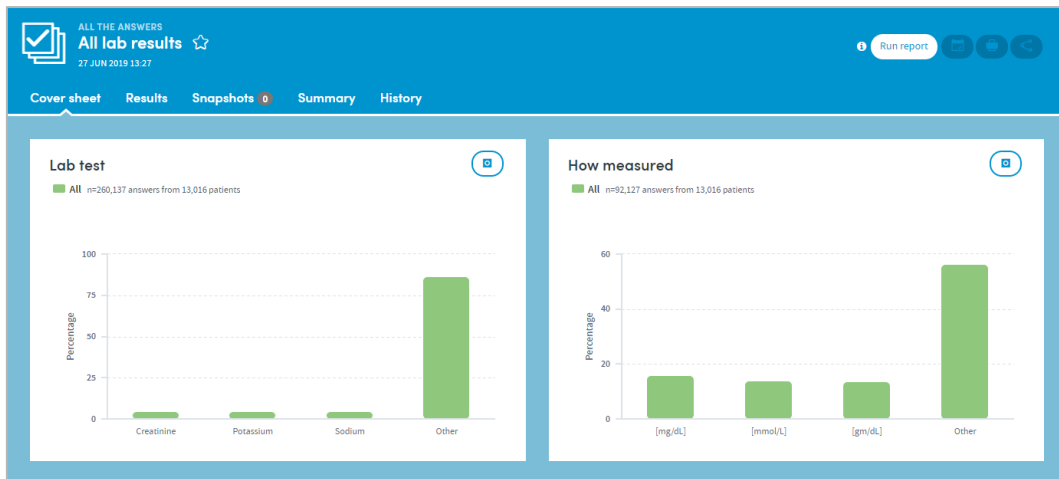 ALL THE ANSWERS
All lab results
27 JUN 2019 13:27
Run report
Cover sheet Results Snapshots 0 Summary History
Lab test
All n=260,137 answers from 13,016 patients
100
75
50
25
0
Percentage
Creatinine Potassium Sodium Other
How measured
All n=92,127 answers from 13,016 patients
60
40
20
0
Percentage
[mg/dL] [mmol/L] [gm/dL] Other